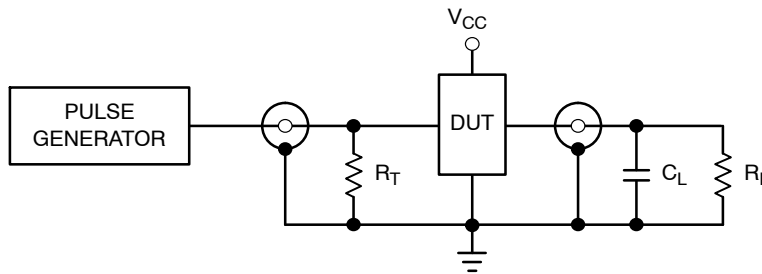 VCC
PULSE
GENERATOR
DUT
RT
CL
R